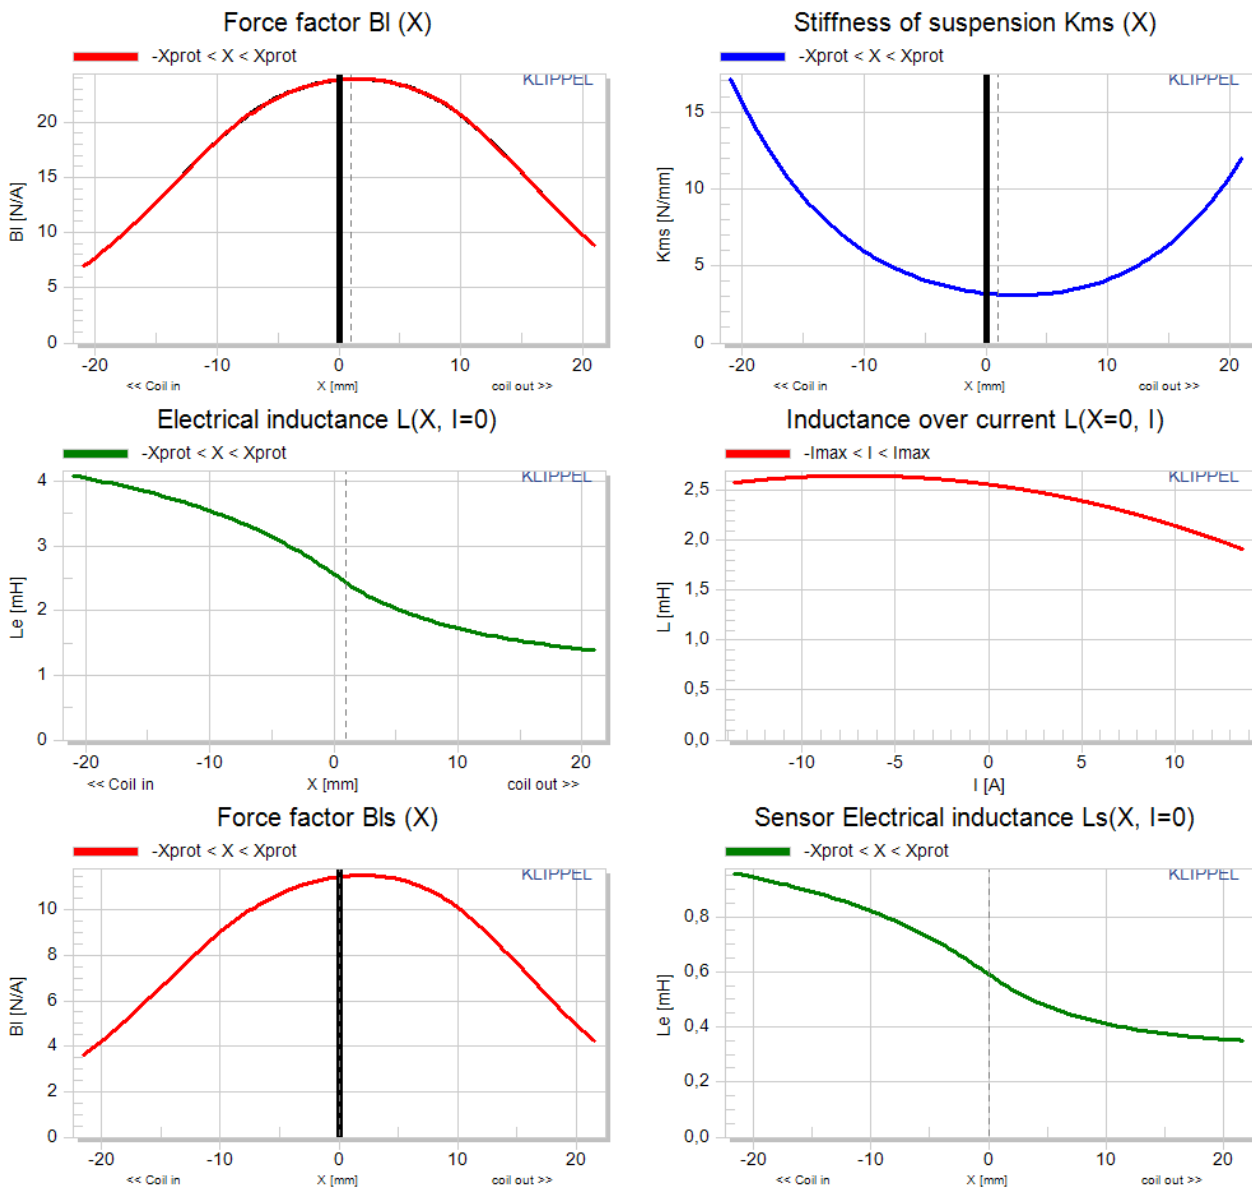 Force factor Bl (X)
-Xprot < X < Xprot
KLIPPEL
Bl [N/A]
20
15
10
5
0
-20 -10 0 10 20
<< Coil in X [mm] coil out >>
Stiffness of suspension Kms (X)
-Xprot < X < Xprot
KLIPPEL
Kms [N/mm]
15
10
5
0
-20 -10 0 10 20
<< Coil in X [mm] coil out >>
Electrical inductance L(X, I=0)
-Xprot < X < Xprot
KLIPPEL
Le [mH]
4
3
2
1
0
-20 -10 0 10 20
<< Coil in X [mm] coil out >>
Inductance over current L(X=0, I)
-Imax < I < Imax
KLIPPEL
L [mH]
2,5
2,0
1,5
1,0
0,5
0,0
-10 -5 0 5 10
I [A]
Force factor Bls (X)
-Xprot < X < Xprot
KLIPPEL
Bl [N/A]
10
8
6
4
2
0
-20 -10 0 10 20
<< Coil in X [mm] coil out >>
Sensor Electrical inductance Ls(X, I=0)
-Xprot < X < Xprot
KLIPPEL
Le [mH]
0,8
0,6
0,4
0,2
0,0
-20 -10 0 10 20
<< Coil in X [mm] coil out >>